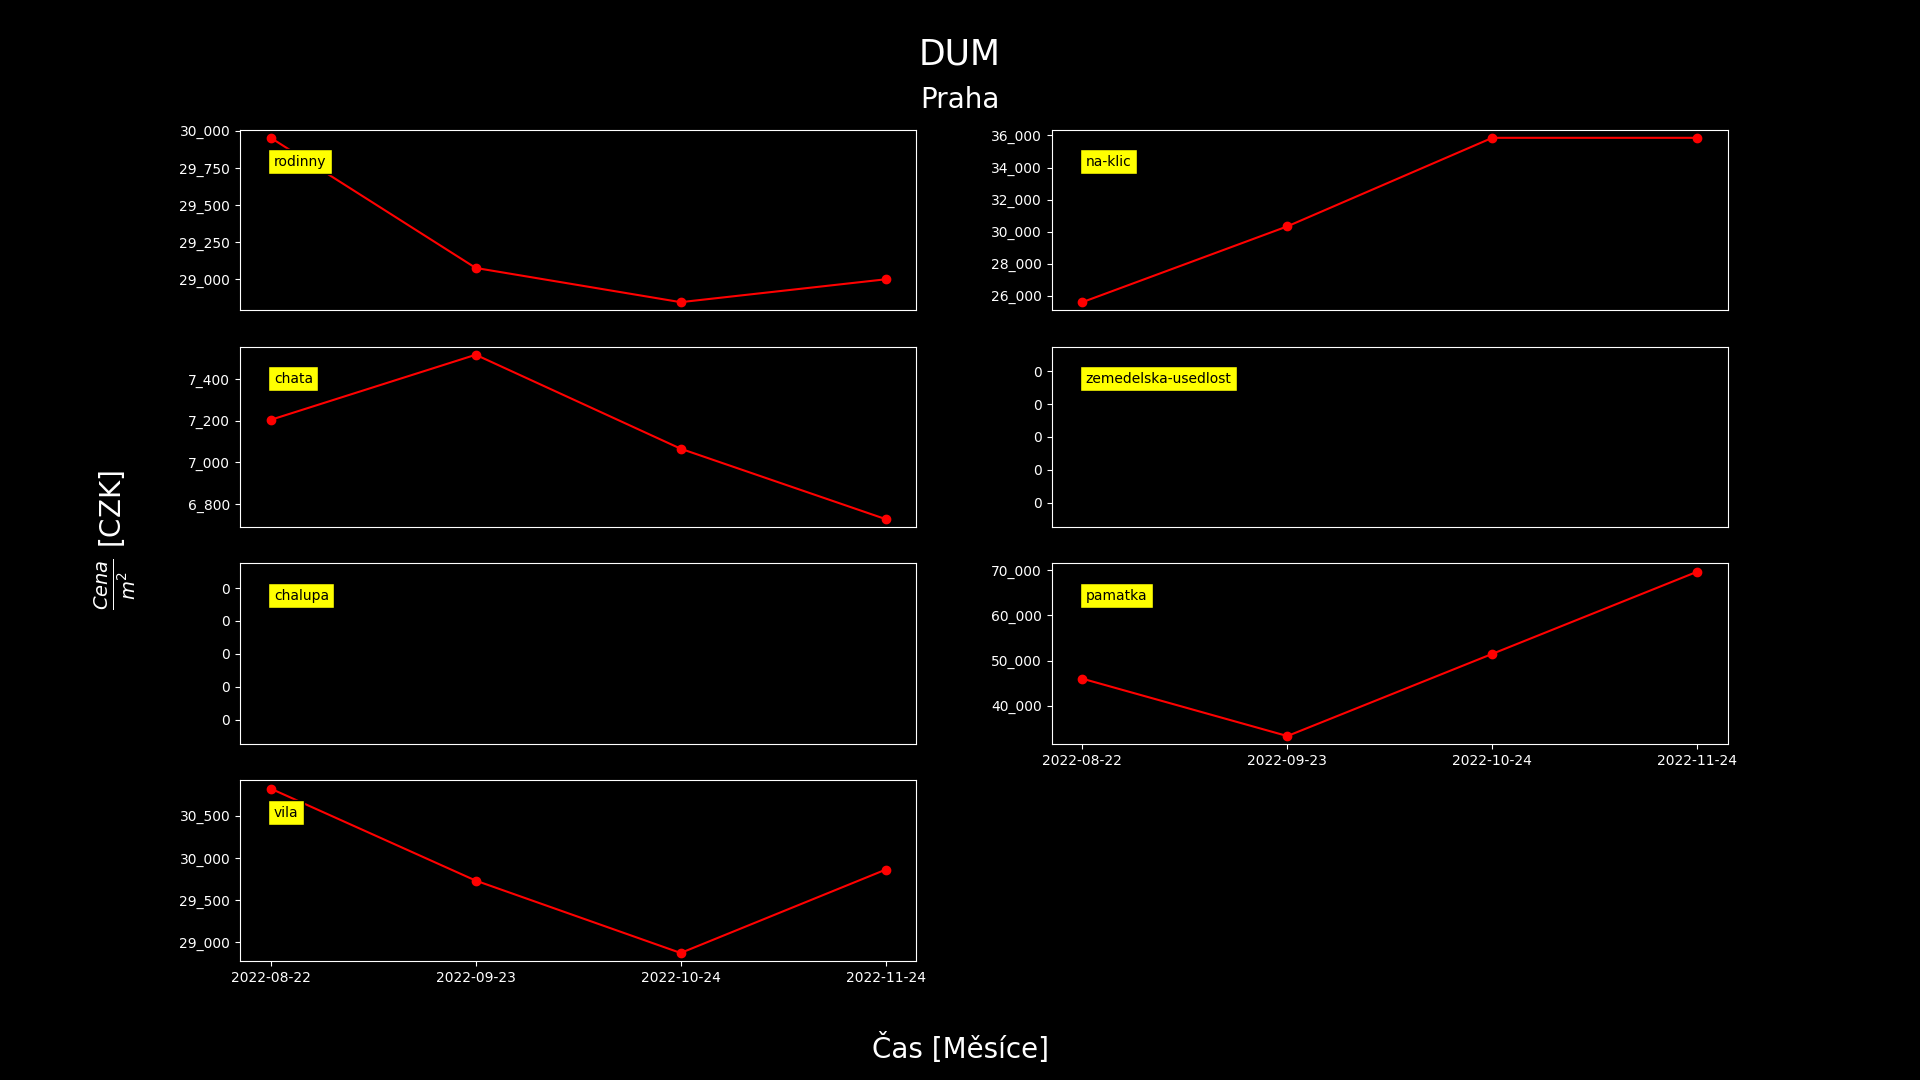 DUM
Praha
30_000
29_750
29_500
29_250
29_000
rodinny
36_000
34_000
32_000
30_000
28_000
26_000
na-klic
7_400
7_200
7_000
6_800
chata
0
0
0
0
0
zemedelska-usedlost
0
0
0
0
0
chalupa
70_000
60_000
50_000
40_000
pamatka
2022-08-22 2022-09-23 2022-10-24 2022-11-24
30_500
30_000
29_500
29_000
vila
2022-08-22 2022-09-23 2022-10-24 2022-11-24
Cena
m² [CZK]
Čas [Měsíce]